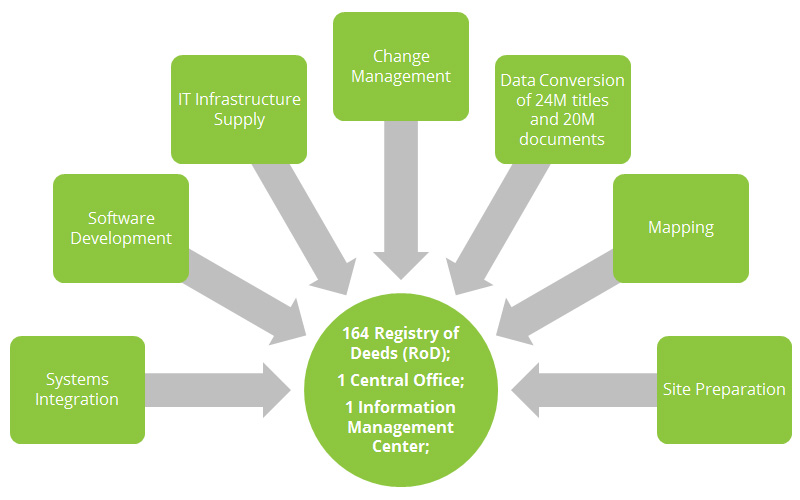 Change
Management
IT Infrastructure
Supply
Data Conversion
of 24M titles
and 20M
documents
Software
Development
Mapping
Systems
Integration
164 Registry of
Deeds (RoD);
1 Central Office;
1 Information
Management
Center;
Site Preparation